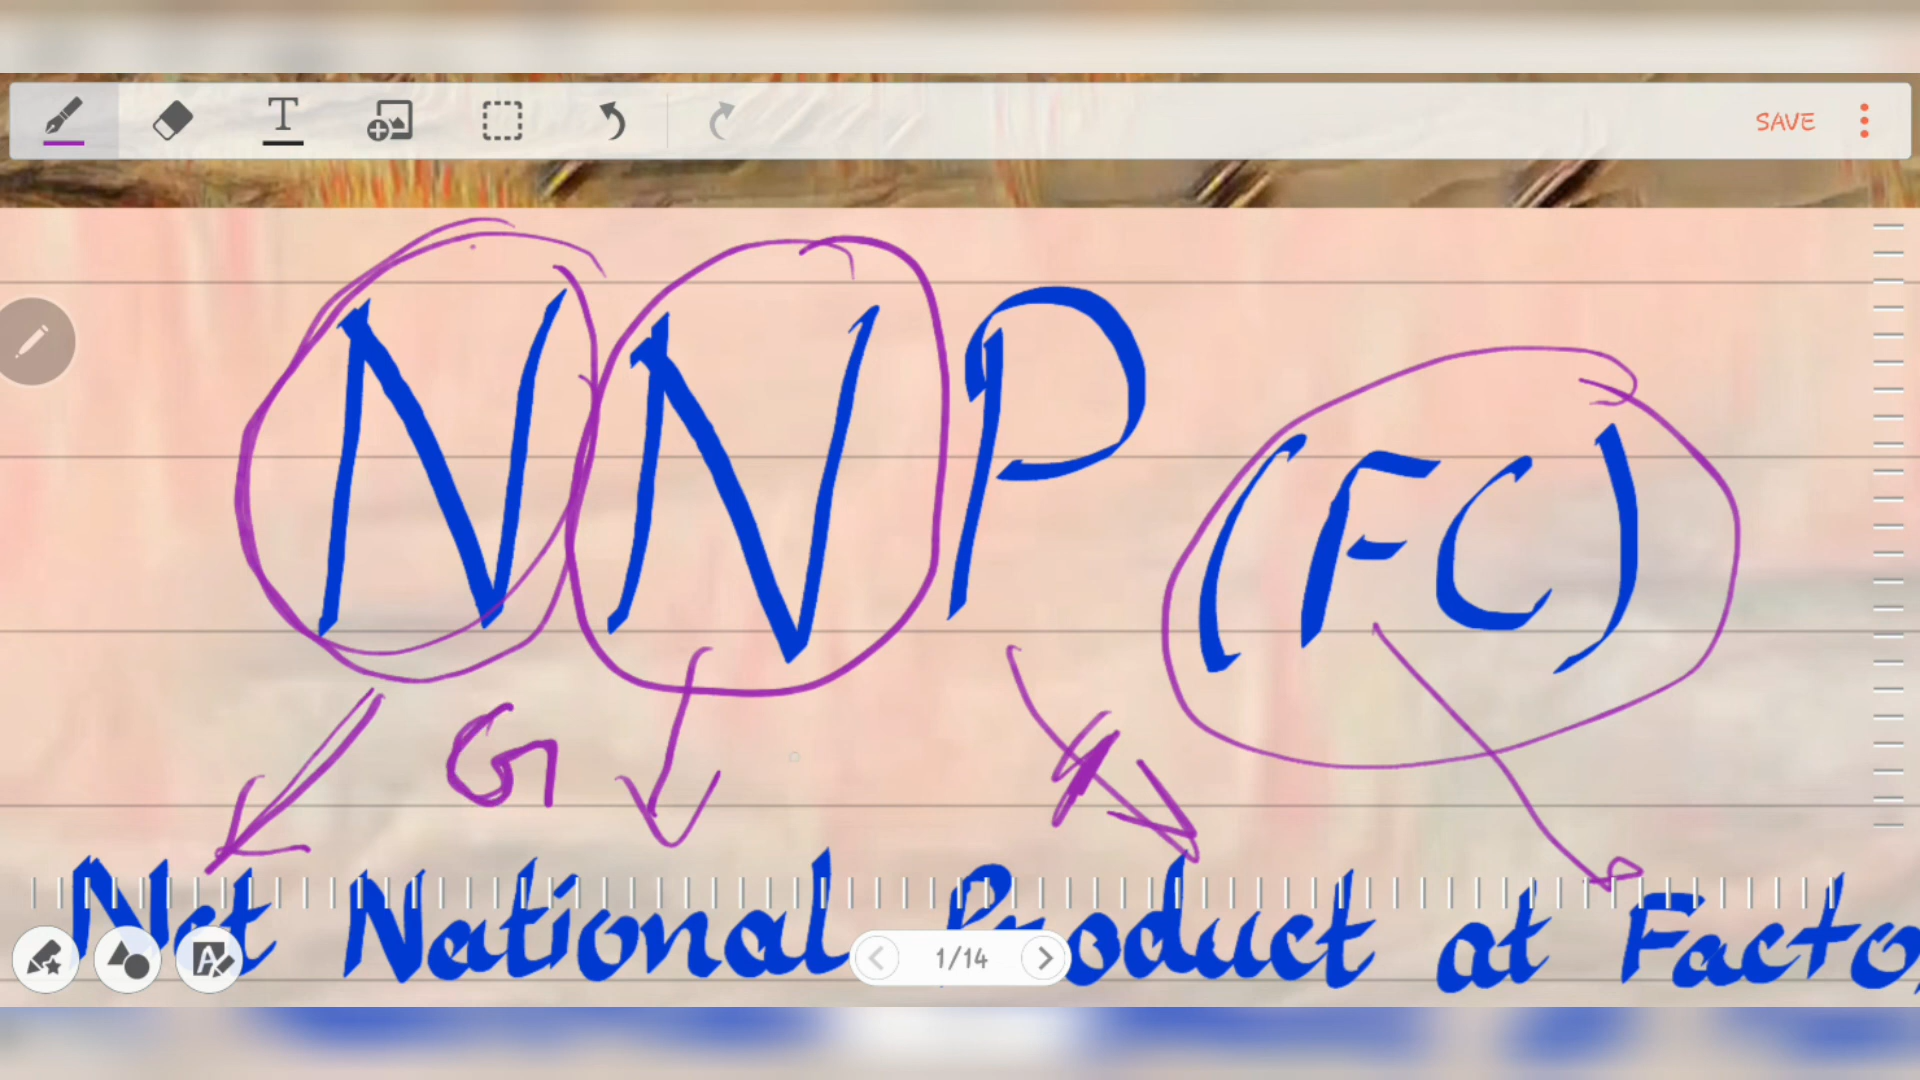 T SAVE
NNP (FC)
G
Net National Product at Facto
A
1/14